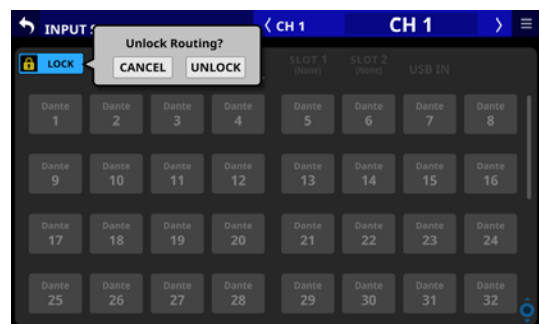 INPUT
CH 1
CH 1
Unlock Routing?
CANCEL UNLOCK
LOCK
SLOT 1
(None)
SLOT 2
(None)
USB IN
Dante
1
Dante
2
Dante
3
Dante
4
Dante
5
Dante
6
Dante
7
Dante
8
Dante
9
Dante
10
Dante
11
Dante
12
Dante
13
Dante
14
Dante
15
Dante
16
Dante
17
Dante
18
Dante
19
Dante
20
Dante
21
Dante
22
Dante
23
Dante
24
Dante
25
Dante
26
Dante
27
Dante
28
Dante
29
Dante
30
Dante
31
Dante
32